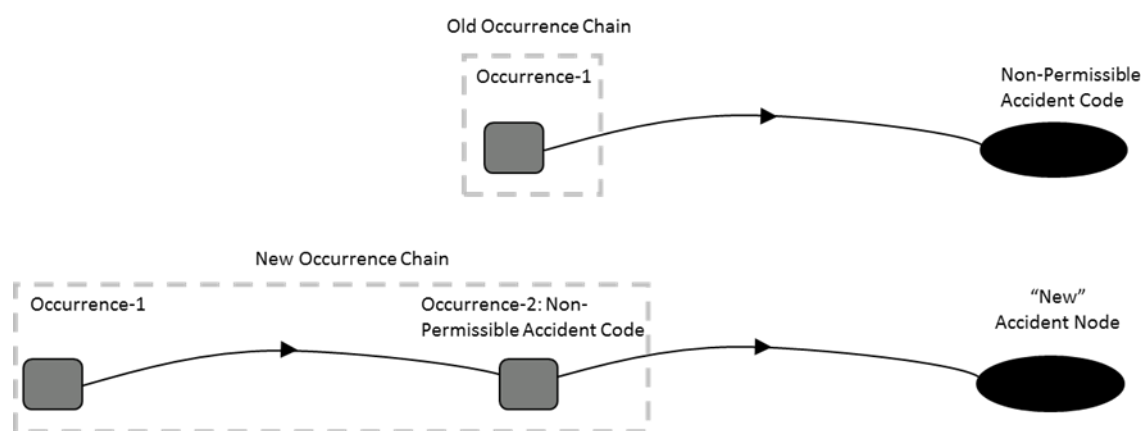 Old Occurrence Chain
Occurrence-1
Non-Permissible
Accident Code
New Occurrence Chain
Occurrence-1
Occurrence-2: Non-
Permissible Accident Code
“New”
Accident Node